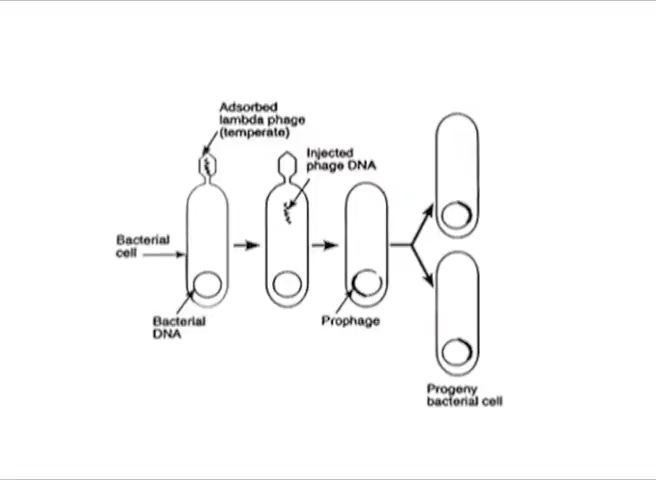 Adsorbed
lambda phage
(temperate)
Injected
phage DNA
Bacterial
cell
Bacterial
DNA
Prophage
Progeny
bacterial cell